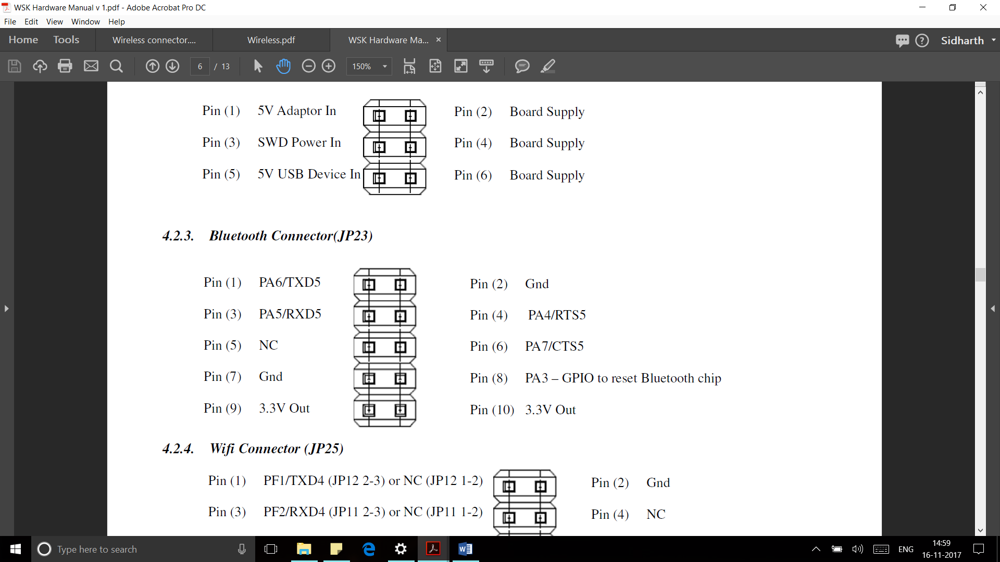 WSK Hardware Manual v 1.pdf - Adobe Acrobat Pro DC
File Edit View Window Help
Home Tools Wireless connector.... Wireless.pdf WSK Hardware Ma... × Sidharth
6 / 13 150%
Pin (1) 5V Adaptor In Pin (2) Board Supply
Pin (3) SWD Power In Pin (4) Board Supply
Pin (5) 5V USB Device In Pin (6) Board Supply
4.2.3. Bluetooth Connector(JP23)
Pin (1) PA6/TXD5 Pin (2) Gnd
Pin (3) PA5/RXD5 Pin (4) PA4/RTS5
Pin (5) NC Pin (6) PA7/CTS5
Pin (7) Gnd Pin (8) PA3 – GPIO to reset Bluetooth chip
Pin (9) 3.3V Out Pin (10) 3.3V Out
4.2.4. Wifi Connector (JP25)
Pin (1) PF1/TXD4 (JP12 2-3) or NC (JP12 1-2) Pin (2) Gnd
Pin (3) PF2/RXD4 (JP11 2-3) or NC (JP11 1-2) Pin (4) NC
Type here to search ENG 14:59
16-11-2017